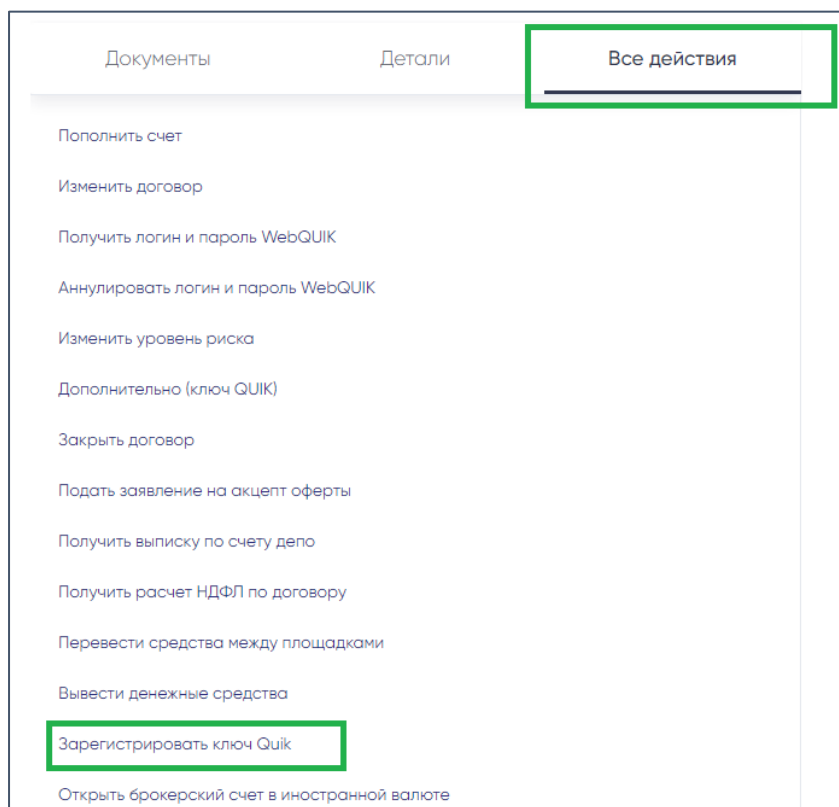 Документы Детали Все действия
Пополнить счет
Изменить договор
Получить логин и пароль WebQUIK
Аннулировать логин и пароль WebQUIK
Изменить уровень риска
Дополнительно (ключ QUIK)
Закрыть договор
Подать заявление на акцепт оферты
Получить выписку по счету депо
Получить расчет НДФЛ по договору
Перевести средства между площадками
Вывести денежные средства
Зарегистрировать ключ Quik
Открыть брокерский счет в иностранной валюте